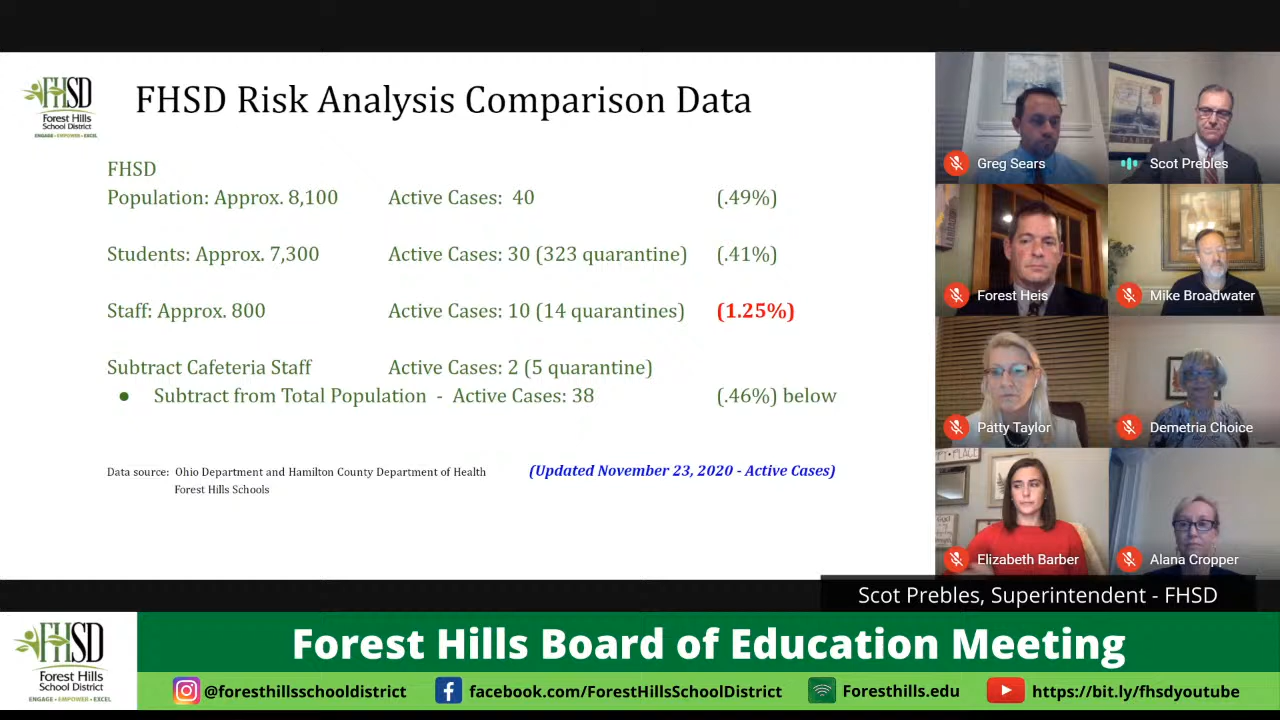 FHSD
Forest Hills
School District
ENGAGE • EMPOWER • EXCEL
FHSD Risk Analysis Comparison Data
FHSD
Population: Approx. 8,100 Active Cases: 40 (.49%)
Students: Approx. 7,300 Active Cases: 30 (323 quarantine) (.41%)
Staff: Approx. 800 Active Cases: 10 (14 quarantines) (1.25%)
Subtract Cafeteria Staff Active Cases: 2 (5 quarantine)
● Subtract from Total Population - Active Cases: 38 (.46%) below
Data source: Ohio Department and Hamilton County Department of Health
Forest Hills Schools
(Updated November 23, 2020 - Active Cases)
Greg Sears
Scot Prebles
Forest Heis
Mike Broadwater
Patty Taylor
Demetria Choice
Elizabeth Barber
Alana Cropper
Scot Prebles, Superintendent - FHSD
FHSD
Forest Hills
School District
ENGAGE • EMPOWER • EXCEL
Forest Hills Board of Education Meeting
@foresthillsschooldistrict
facebook.com/ForestHillsSchoolDistrict
Foresthills.edu
https://bit.ly/fhsdyoutube